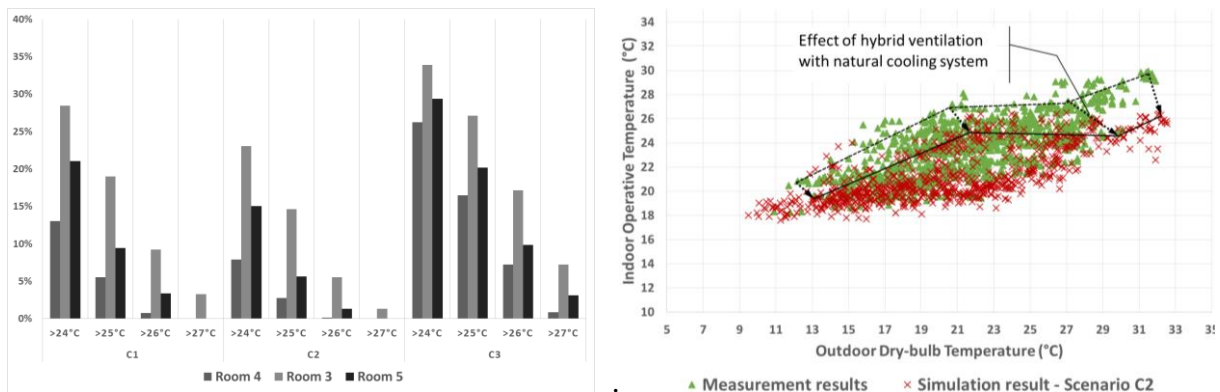 40%
35%
30%
25%
20%
15%
10%
5%
0%
>24°C >25°C >26°C >27°C >24°C >25°C >26°C >27°C >24°C >25°C >26°C >27°C
C1 C2 C3
Room 4 Room 3 Room 5
Indoor Operative Temperature (°C)
34
32
30
28
26
24
22
20
18
16
14
12
10
Effect of hybrid ventilation
with natural cooling system
5 7 9 11 13 15 17 19 21 23 25 27 29 31 33 35
Outdoor Dry-bulb Temperature (°C)
Measurement results Simulation result - Scenario C2